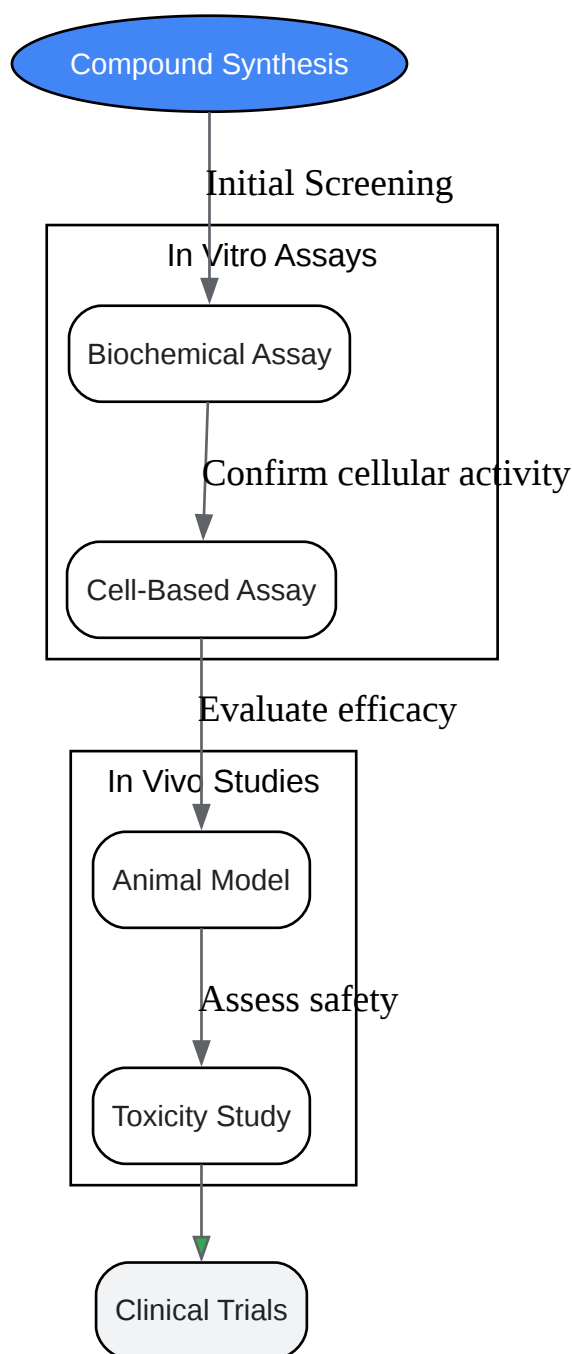 Compound Synthesis
Initial Screening
In Vitro Assays
Biochemical Assay
Confirm cellular activity
Cell-Based Assay
Evaluate efficacy
In Vivo Studies
Animal Model
Assess safety
Toxicity Study
Clinical Trials